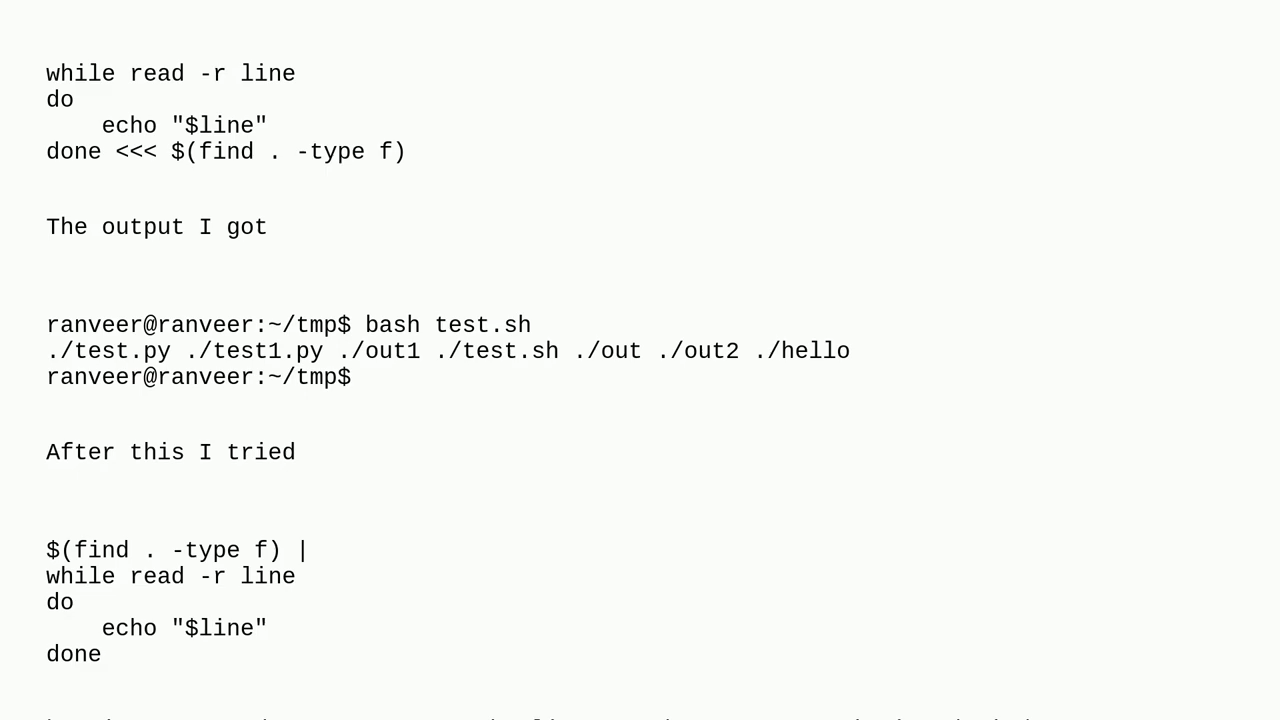 while read -r line
do
    echo "$line"
done <<< $(find . -type f)
The output I got
ranveer@ranveer:~/tmp$ bash test.sh
./test.py ./test1.py ./out1 ./test.sh ./out ./out2 ./hello
ranveer@ranveer:~/tmp$
After this I tried
$(find . -type f) |
while read -r line
do
    echo "$line"
done